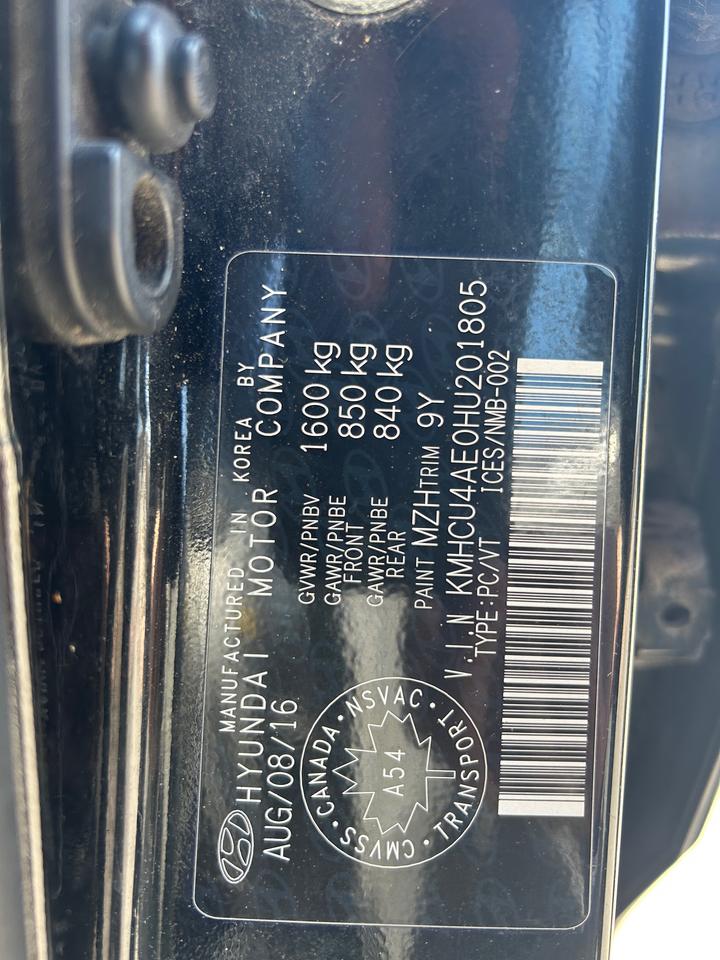 MANUFACTURED IN KOREA BY
HYUNDAI MOTOR COMPANY
AUG/08/16
GVWR/PNBV 1600 kg
GAWR/PNBE FRONT 850 kg
GAWR/PNBE REAR 840 kg
PAINT MZH TRIM 9Y
V.I.N KMHCU4AE0HU201805
TYPE:PC/VT ICES/NMB-002
CMVSS · CANADA · NSVAC · TRANSPORT ·
A54